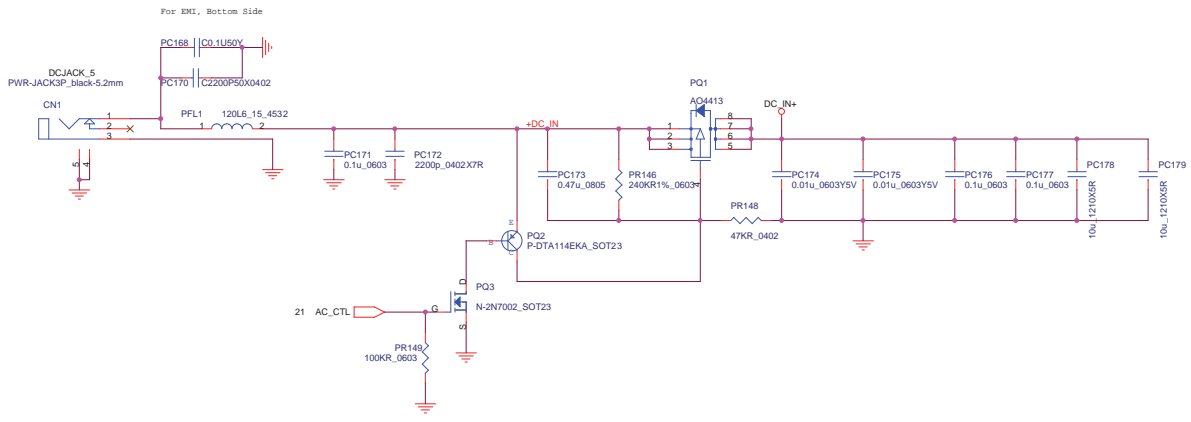 For EMI, Bottom Side
PC168 C0.1U50Y
DCJACK_5
PWR-JACK3P_black-5.2mm
PC170 C2200P50X0402
CN1
1
2
3
5
4
PFL1 120L6_15_4532
1 2
PC171
0.1u_0603
PC172
2200p_0402X7R
+DC_IN
PC173
0.47u_0805
PR146
240KR1%_0603
PQ1
AO4413
1
2
3
8
7
6
5
4
DC_IN+
PR148
47KR_0402
PC174
0.01u_0603Y5V
PC175
0.01u_0603Y5V
PC176
0.1u_0603
PC177
0.1u_0603
PC178
10u_1210X5R
PC179
10u_1210X5R
E
B
C
PQ2
P-DTA114EKA_SOT23
D
PQ3
G
N-2N7002_SOT23
S
21 AC_CTL
PR149
100KR_0603